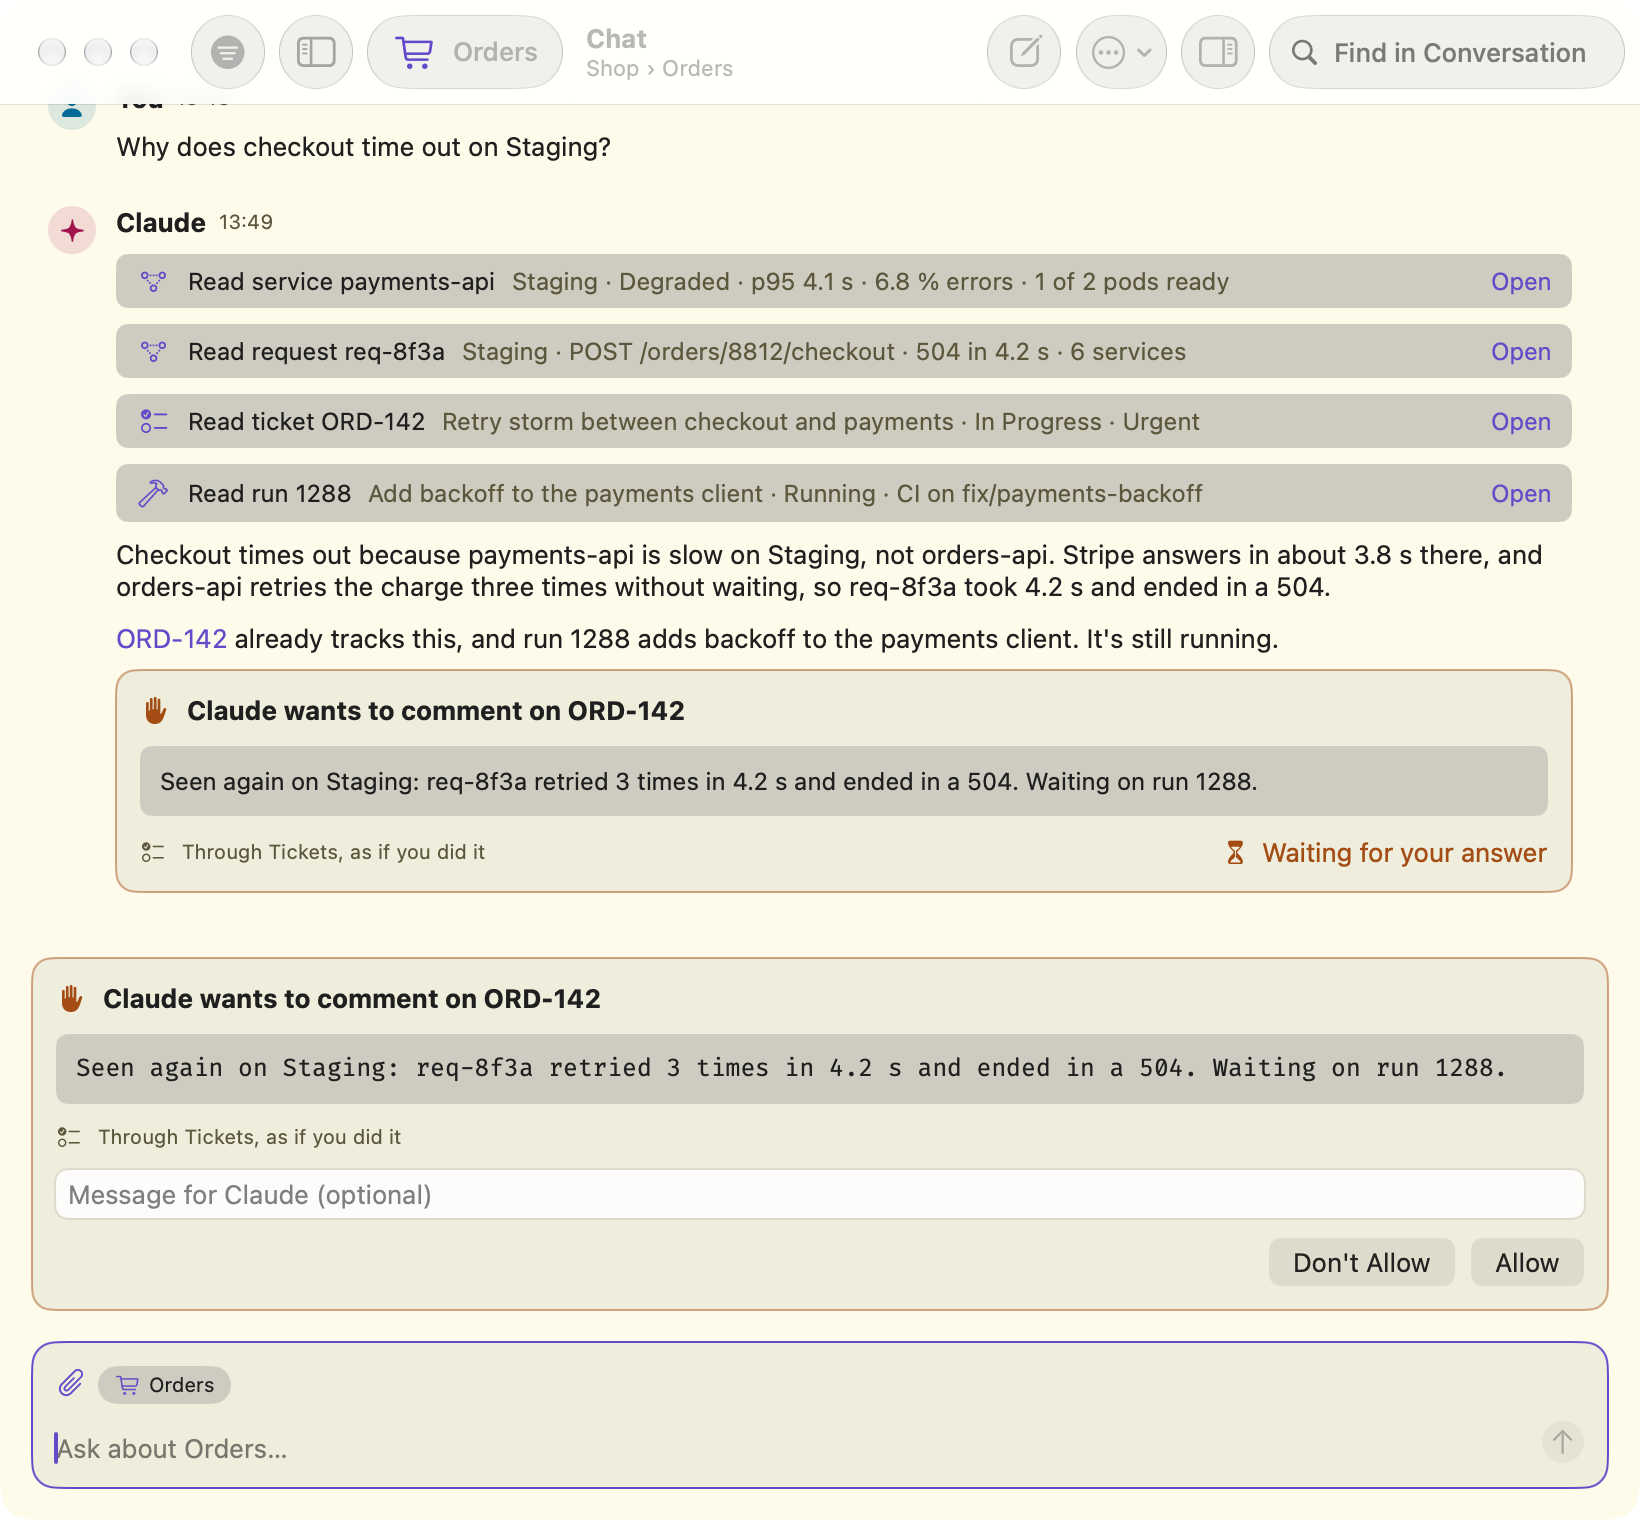 Orders
Chat
Shop › Orders
Find in Conversation
You
Why does checkout time out on Staging?
Claude 13:49
Read service payments-api Staging · Degraded · p95 4.1 s · 6.8 % errors · 1 of 2 pods ready Open
Read request req-8f3a Staging · POST /orders/8812/checkout · 504 in 4.2 s · 6 services Open
Read ticket ORD-142 Retry storm between checkout and payments · In Progress · Urgent Open
Read run 1288 Add backoff to the payments client · Running · CI on fix/payments-backoff Open
Checkout times out because payments-api is slow on Staging, not orders-api. Stripe answers in about 3.8 s there, and
orders-api retries the charge three times without waiting, so req-8f3a took 4.2 s and ended in a 504.
ORD-142 already tracks this, and run 1288 adds backoff to the payments client. It's still running.
Claude wants to comment on ORD-142
Seen again on Staging: req-8f3a retried 3 times in 4.2 s and ended in a 504. Waiting on run 1288.
Through Tickets, as if you did it
Waiting for your answer
Claude wants to comment on ORD-142
Seen again on Staging: req-8f3a retried 3 times in 4.2 s and ended in a 504. Waiting on run 1288.
Through Tickets, as if you did it
Message for Claude (optional)
Don't Allow
Allow
Orders
Ask about Orders...